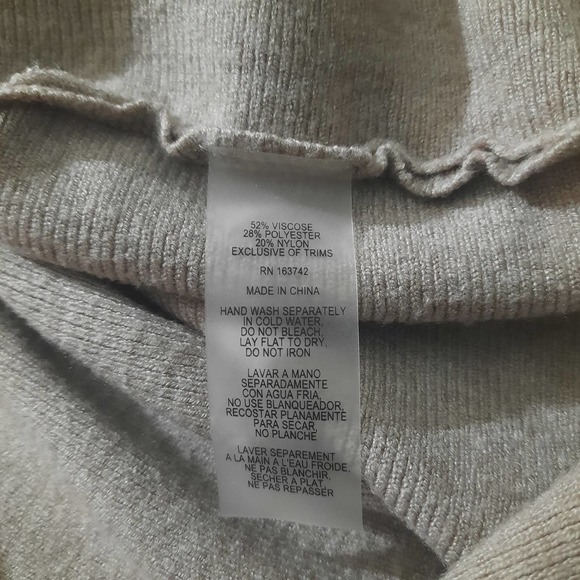 52% VISCOSE
28% POLYESTER
20% NYLON
EXCLUSIVE OF TRIMS
RN 163742
MADE IN CHINA
HAND WASH SEPARATELY
IN COLD WATER,
DO NOT BLEACH,
LAY FLAT TO DRY,
DO NOT IRON
LAVAR A MANO
SEPARADAMENTE
CON AGUA FRIA,
NO USE BLANQUEADOR,
RECOSTAR PLANAMENTE
PARA SECAR,
NO PLANCHE
LAVER SEPAREMENT
A LA MAIN A L'EAU FROIDE,
NE PAS BLANCHIR,
SECHER A PLAT,
NE PAS REPASSER